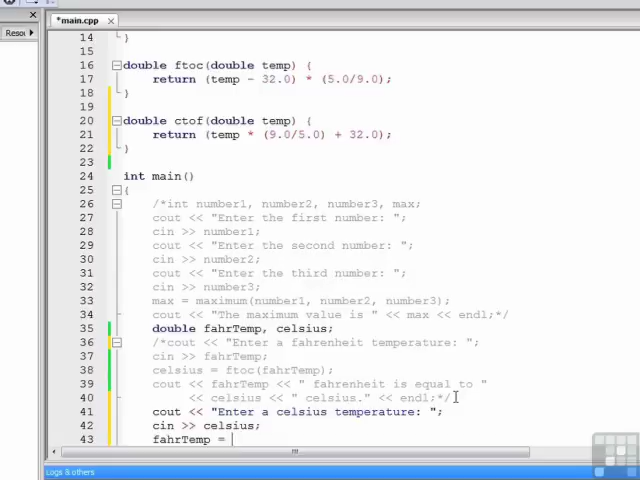 *main.cpp
Resou
14 }
15
16 double ftoc(double temp) {
17 return (temp - 32.0) * (5.0/9.0);
18 }
19
20 double ctof(double temp) {
21 return (temp * (9.0/5.0) + 32.0);
22 }
23
24 int main()
25 {
26 /*int number1, number2, number3, max;
27 cout << "Enter the first number: ";
28 cin >> number1;
29 cout << "Enter the second number: ";
30 cin >> number2;
31 cout << "Enter the third number: ";
32 cin >> number3;
33 max = maximum(number1, number2, number3);
34 cout << "The maximum value is " << max << endl;*/
35 double fahrTemp, celsius;
36 /*cout << "Enter a fahrenheit temperature: ";
37 cin >> fahrTemp;
38 celsius = ftoc(fahrTemp);
39 cout << fahrTemp << " fahrenheit is equal to "
40 << celsius << " celsius." << endl;*/
41 cout << "Enter a celsius temperature: ";
42 cin >> celsius;
43 fahrTemp =
Logs & others